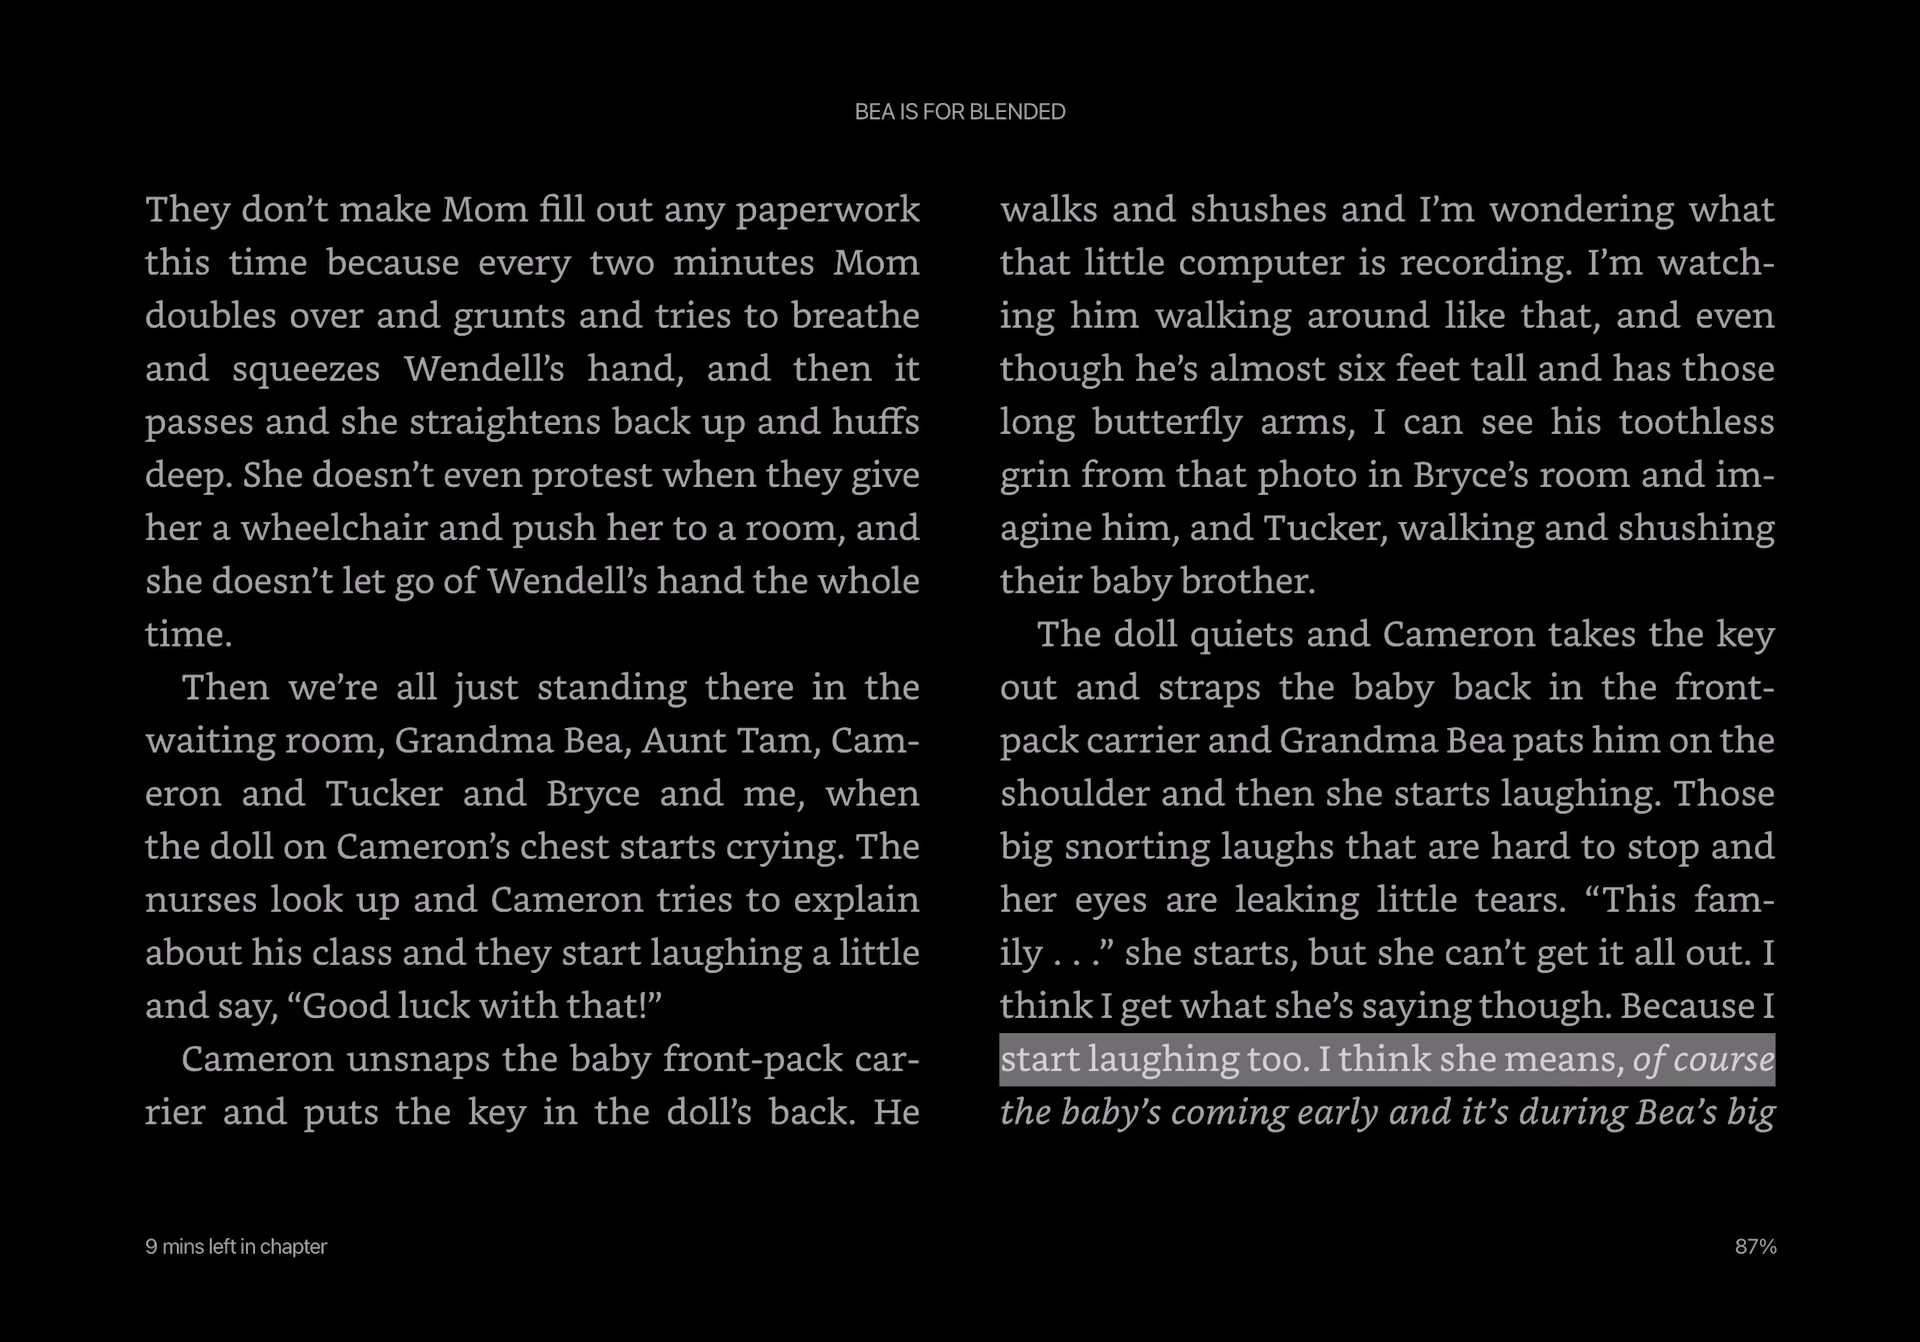 BEA IS FOR BLENDED
They don’t make Mom fill out any paperwork
this time because every two minutes Mom
doubles over and grunts and tries to breathe
and squeezes Wendell’s hand, and then it
passes and she straightens back up and huffs
deep. She doesn’t even protest when they give
her a wheelchair and push her to a room, and
she doesn’t let go of Wendell’s hand the whole
time.
Then we’re all just standing there in the
waiting room, Grandma Bea, Aunt Tam, Cam-
eron and Tucker and Bryce and me, when
the doll on Cameron’s chest starts crying. The
nurses look up and Cameron tries to explain
about his class and they start laughing a little
and say, “Good luck with that!”
Cameron unsnaps the baby front-pack car-
rier and puts the key in the doll’s back. He
walks and shushes and I’m wondering what
that little computer is recording. I’m watch-
ing him walking around like that, and even
though he’s almost six feet tall and has those
long butterfly arms, I can see his toothless
grin from that photo in Bryce’s room and im-
agine him, and Tucker, walking and shushing
their baby brother.
The doll quiets and Cameron takes the key
out and straps the baby back in the front-
pack carrier and Grandma Bea pats him on the
shoulder and then she starts laughing. Those
big snorting laughs that are hard to stop and
her eyes are leaking little tears. “This fam-
ily . . .” she starts, but she can’t get it all out. I
think I get what she’s saying though. Because I
start laughing too. I think she means, of course
the baby’s coming early and it’s during Bea’s big
9 mins left in chapter
87%